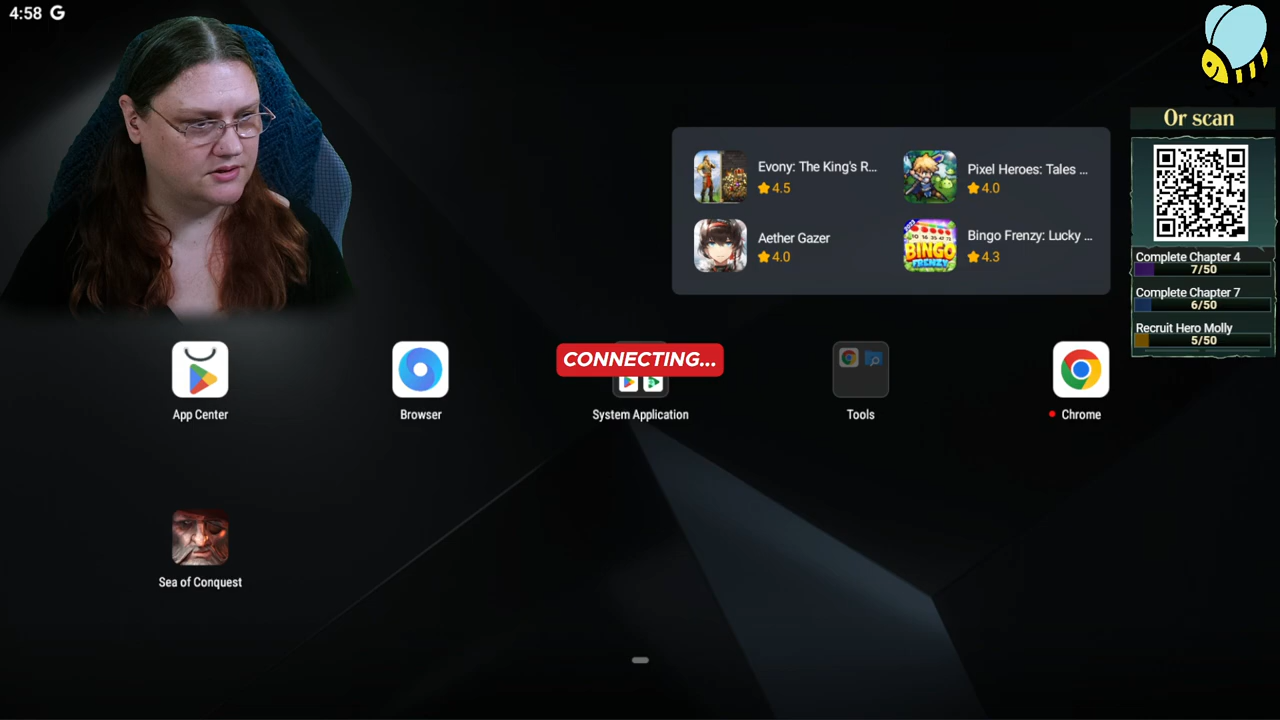 4:58 G
Or scan
Evony: The King's R...
4.5
Pixel Heroes: Tales ...
4.0
Aether Gazer
4.0
Bingo Frenzy: Lucky ...
4.3
BINGO
FRENZY
Complete Chapter 4
7/50
Complete Chapter 7
6/50
Recruit Hero Molly
5/50
CONNECTING...
App Center
Browser
System Application
Tools
Chrome
Sea of Conquest